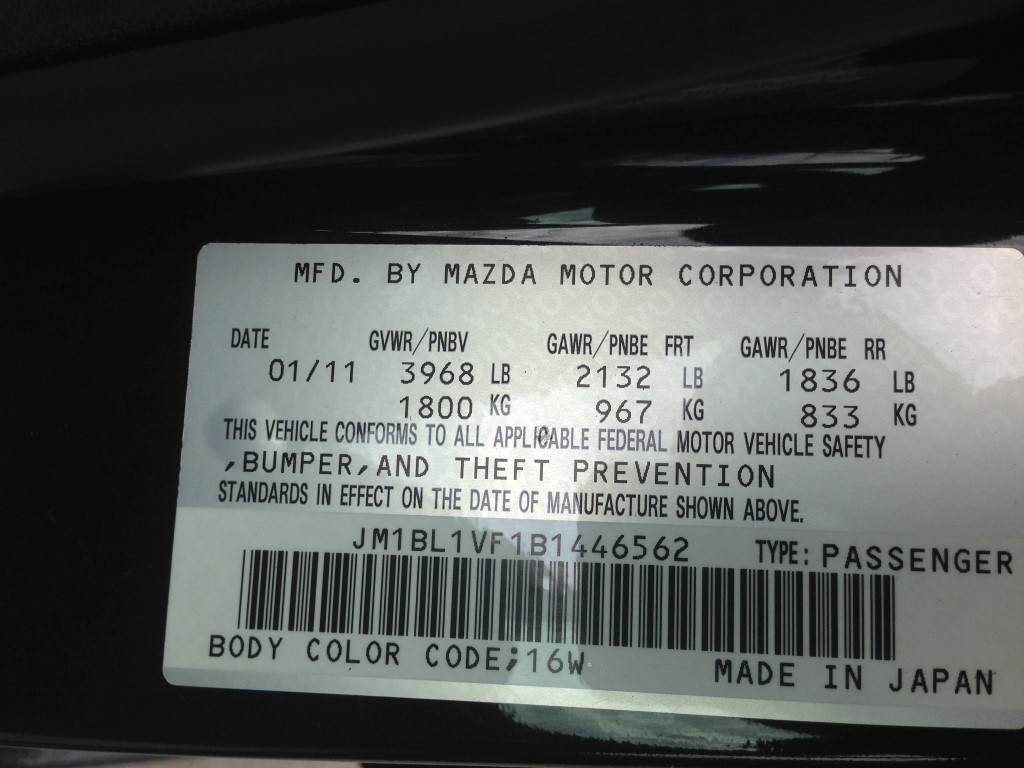 MFD. BY MAZDA MOTOR CORPORATION
DATE GVWR/PNBV GAWR/PNBE FRT GAWR/PNBE RR
01/11 3968 LB 2132 LB 1836 LB
1800 KG 967 KG 833 KG
THIS VEHICLE CONFORMS TO ALL APPLICABLE FEDERAL MOTOR VEHICLE SAFETY
,BUMPER,AND THEFT PREVENTION
STANDARDS IN EFFECT ON THE DATE OF MANUFACTURE SHOWN ABOVE.
JM1BL1VF1B1446562 TYPE: PASSENGER
BODY COLOR CODE;16W
MADE IN JAPAN